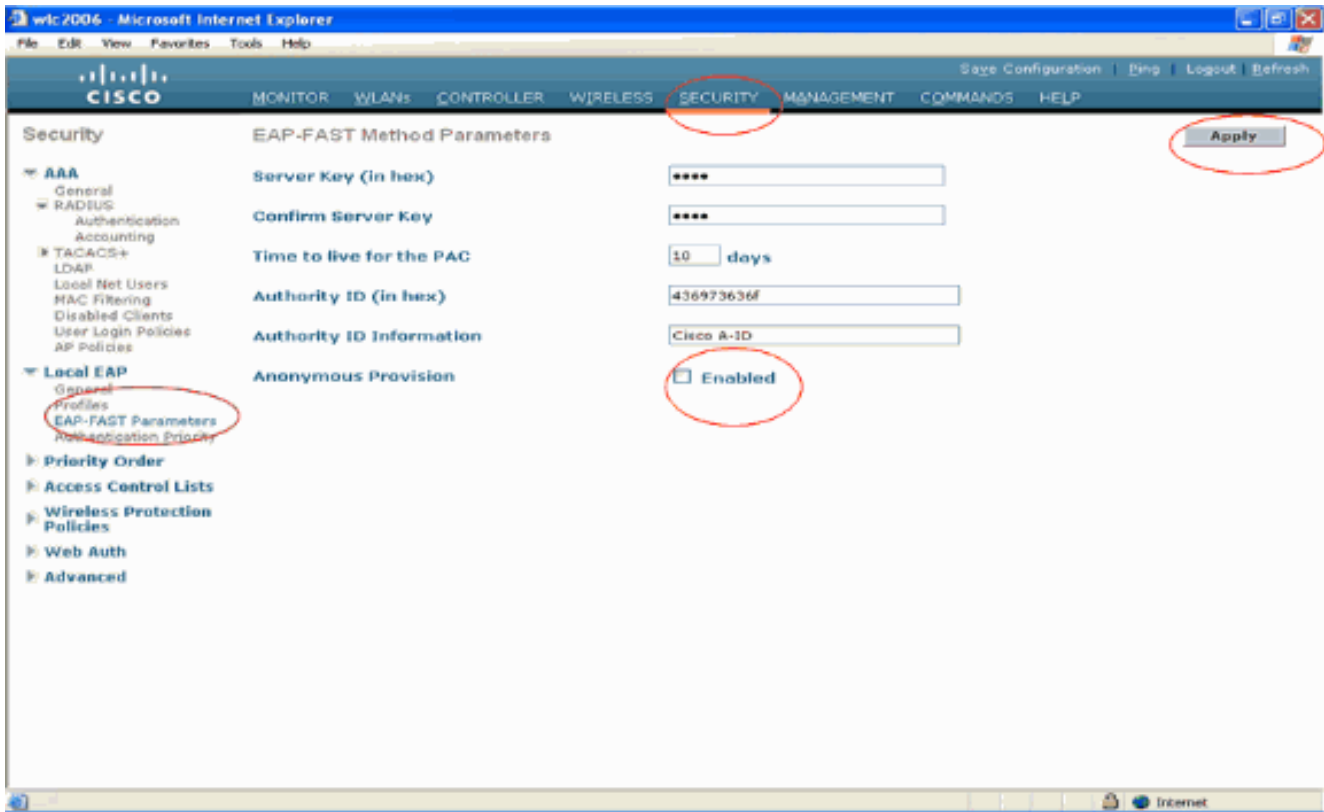 wlc2006 - Microsoft Internet Explorer
File Edit View Favorites Tools Help
Save Configuration | Ping | Logout | Refresh
CISCO
MONITOR WLANs CONTROLLER WIRELESS SECURITY MANAGEMENT COMMANDS HELP
Security
AAA
General
RADIUS
Authentication
Accounting
TACACS+
LDAP
Local Net Users
MAC Filtering
Disabled Clients
User Login Policies
AP Policies
Local EAP
General
Profiles
EAP-FAST Parameters
Authentication Priority
Priority Order
Access Control Lists
Wireless Protection
Policies
Web Auth
Advanced
EAP-FAST Method Parameters
Apply
Server Key (in hex) ••••
Confirm Server Key ••••
Time to live for the PAC 10 days
Authority ID (in hex) 436973636f
Authority ID Information Cisco A-ID
Anonymous Provision Enabled
Internet